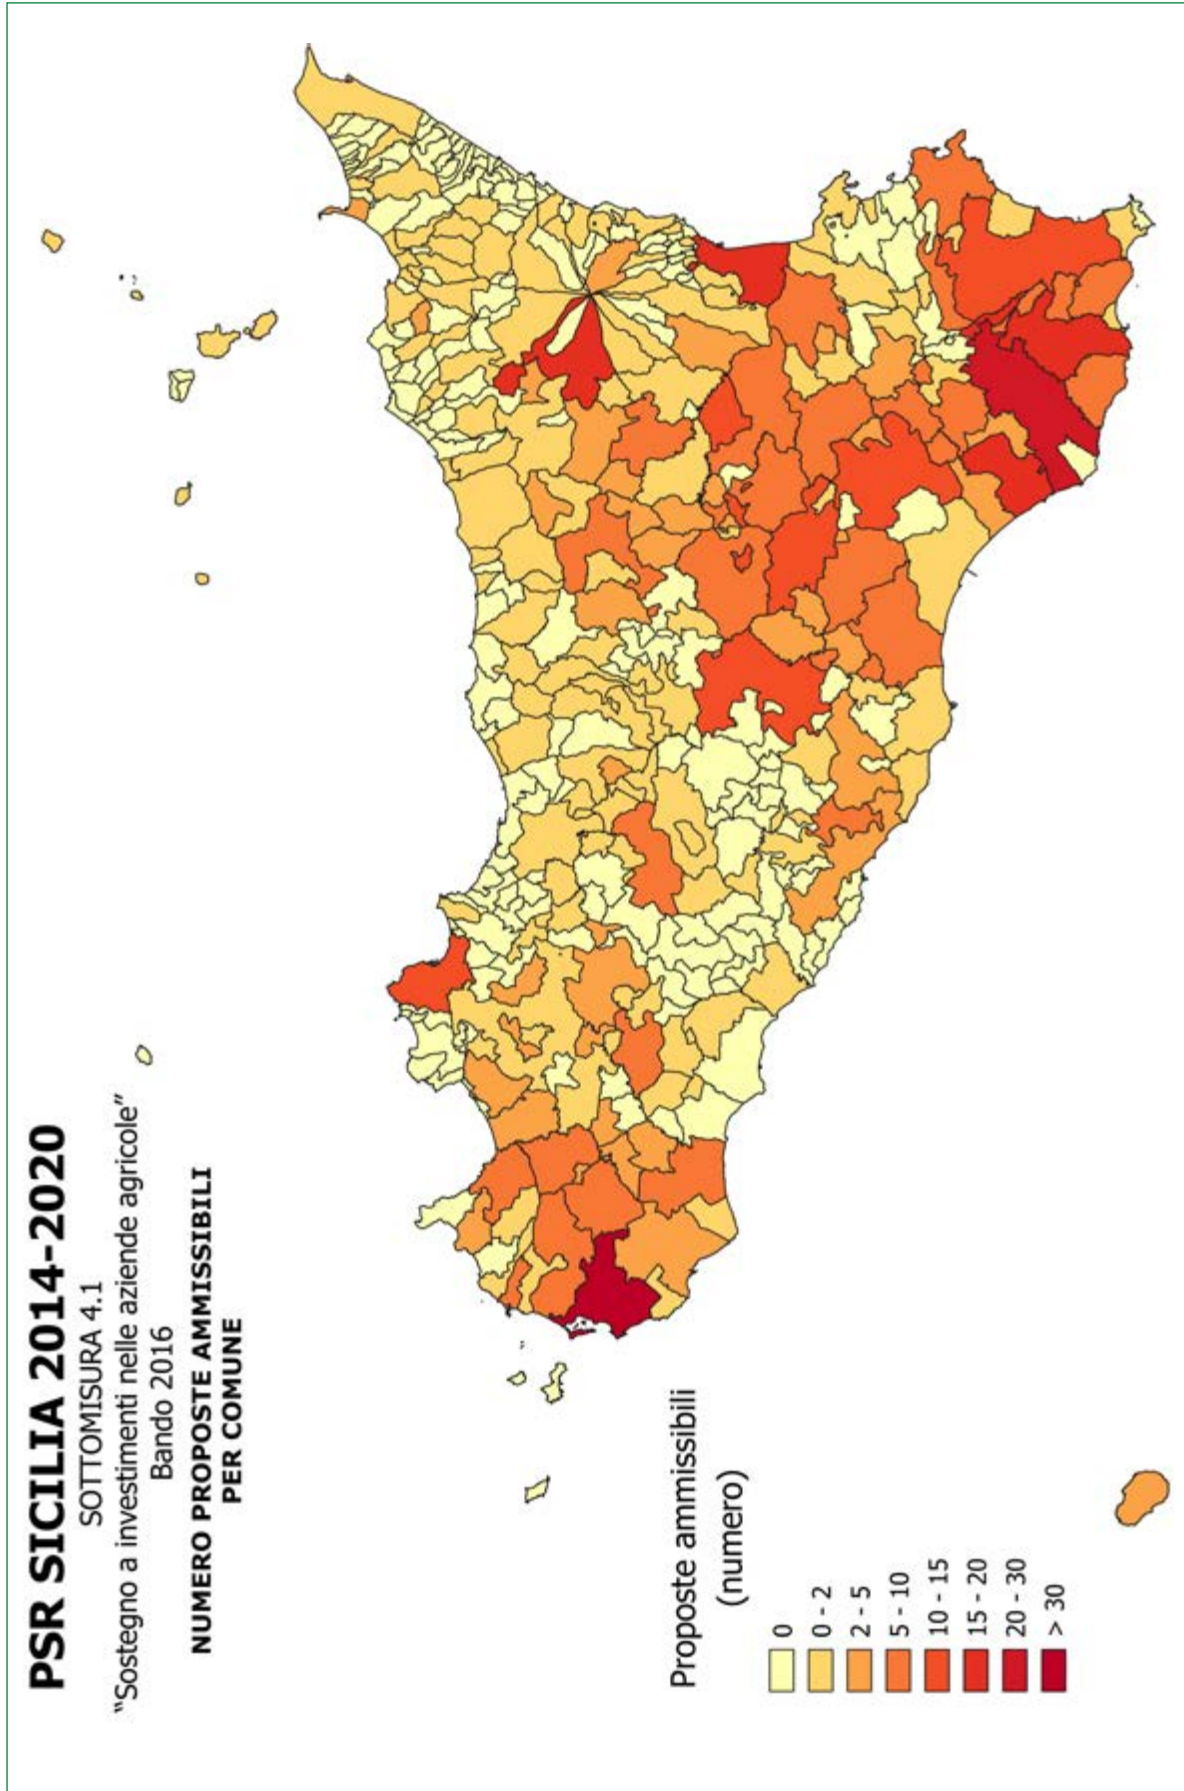 PSR SICILIA 2014-2020
SOTTOMISURA 4.1
"Sostegno a investimenti nelle aziende agricole"
Bando 2016
NUMERO PROPOSTE AMMISSIBILI
PER COMUNE
Proposte ammissibili
(numero)
0
0 - 2
2 - 5
5 - 10
10 - 15
15 - 20
20 - 30
> 30